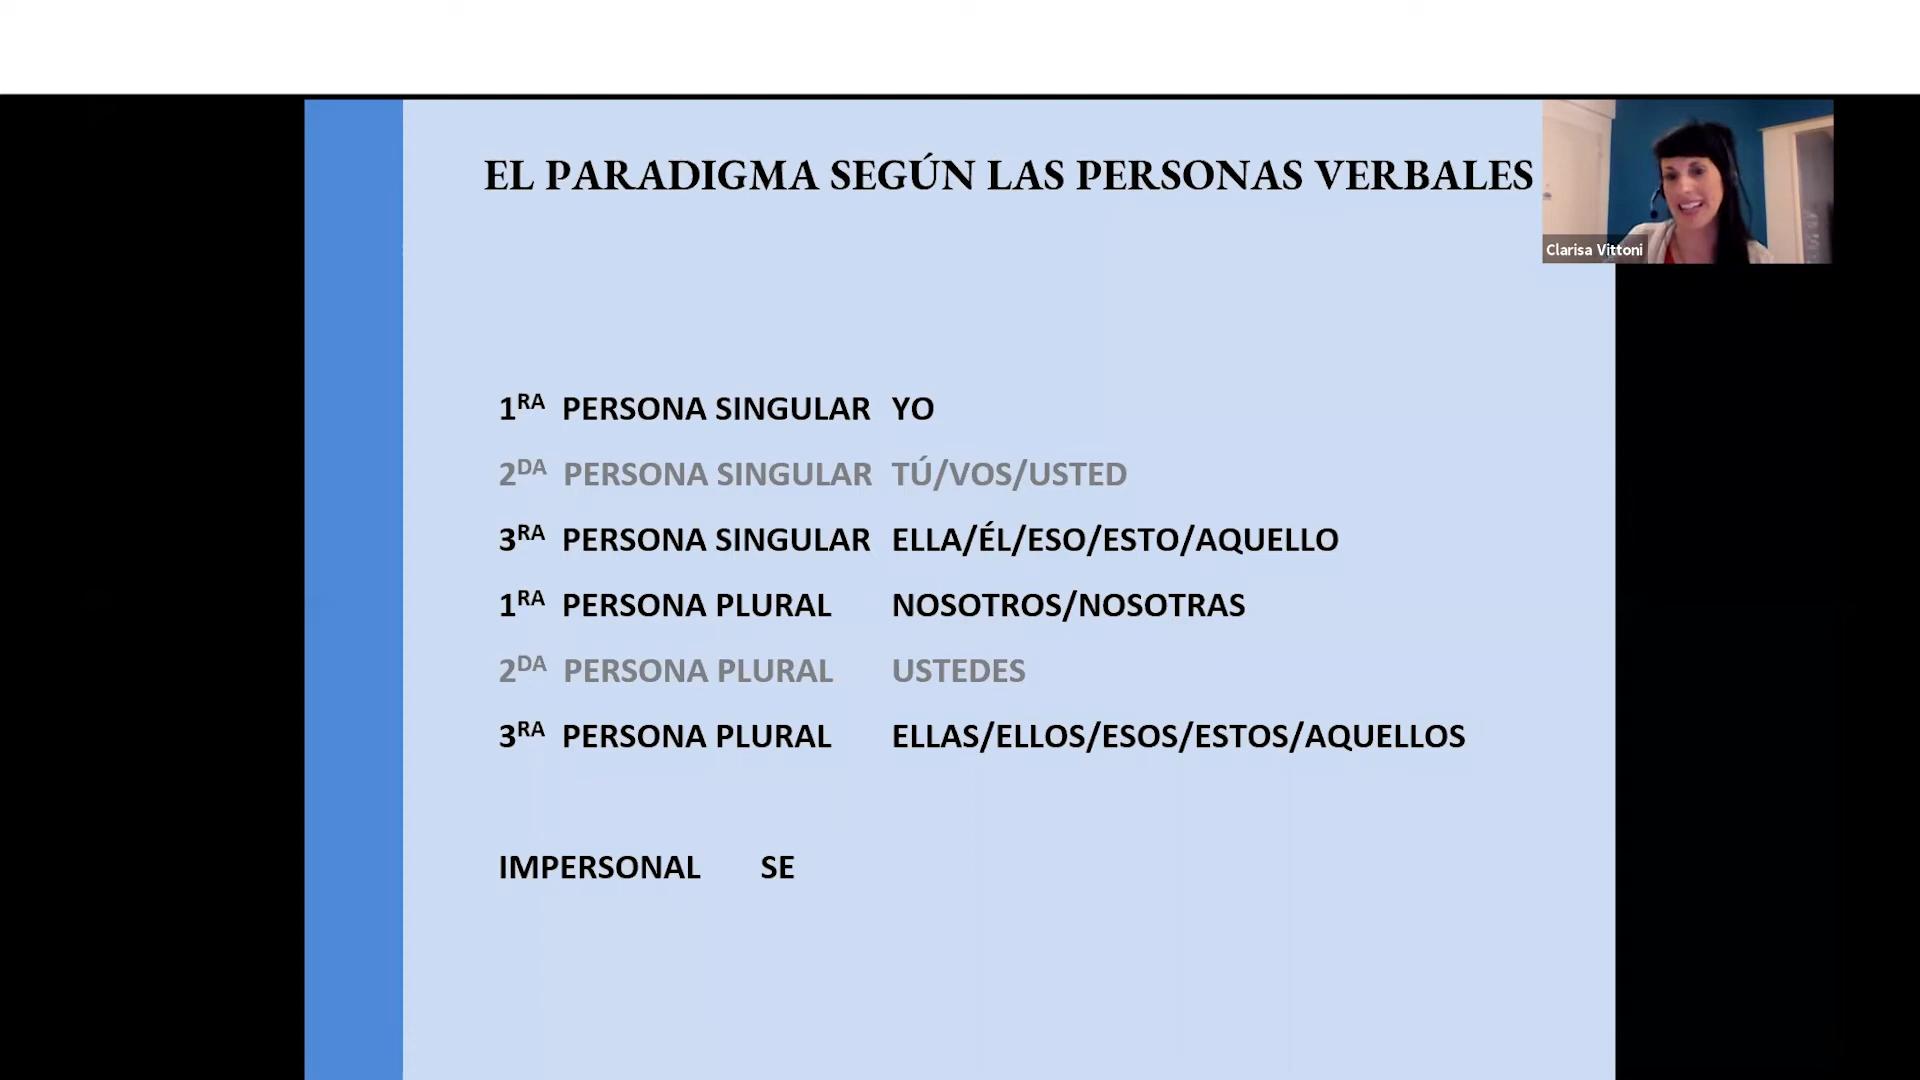 EL PARADIGMA SEGÚN LAS PERSONAS VERBALES
Clarisa Vittoni
1RA PERSONA SINGULAR YO
2DA PERSONA SINGULAR TÚ/VOS/USTED
3RA PERSONA SINGULAR ELLA/ÉL/ESO/ESTO/AQUELLO
1RA PERSONA PLURAL NOSOTROS/NOSOTRAS
2DA PERSONA PLURAL USTEDES
3RA PERSONA PLURAL ELLAS/ELLOS/ESOS/ESTOS/AQUELLOS
IMPERSONAL SE